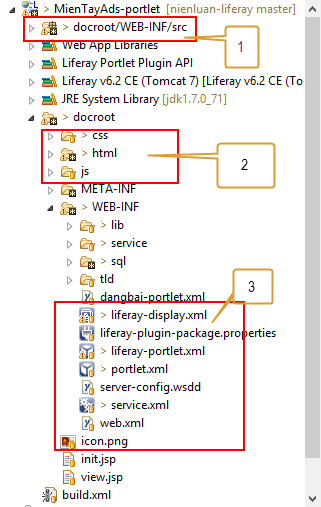 > MienTayAds-portlet [nienluan-liferay master]
> docroot/WEB-INF/src
Web App Libraries
1
Liferay Portlet Plugin API
Liferay v6.2 CE (Tomcat 7) [Liferay v6.2 CE (To
JRE System Library [jdk1.7.0_71]
> docroot
> css
> html
2
js
META-INF
> WEB-INF
> lib
> service
> sql
tld
dangbai-portlet.xml
3
> liferay-display.xml
liferay-plugin-package.properties
> liferay-portlet.xml
> portlet.xml
server-config.wsdd
> service.xml
web.xml
icon.png
init.jsp
view.jsp
build.xml